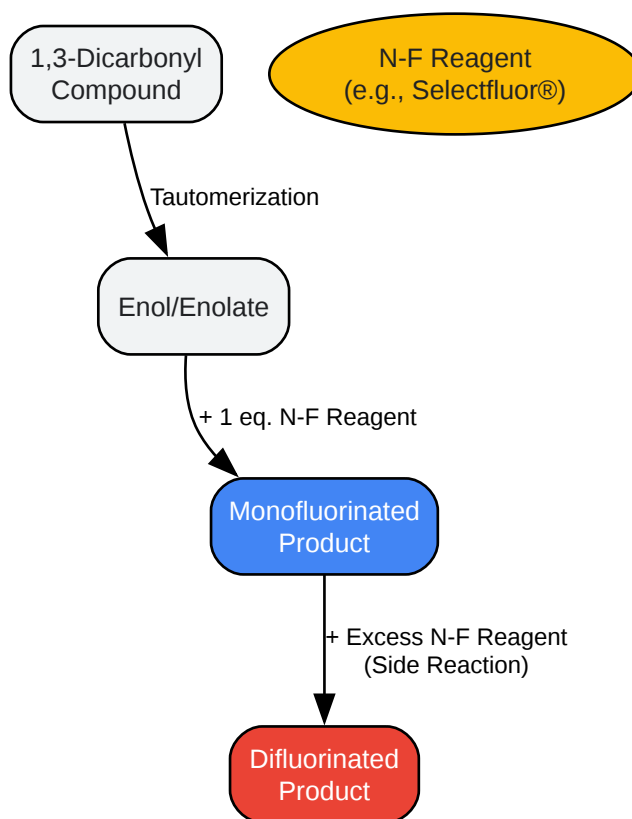 1,3-Dicarbonyl
Compound
N-F Reagent
(e.g., Selectfluor®)
Tautomerization
Enol/Enolate
+ 1 eq. N-F Reagent
Monofluorinated
Product
+ Excess N-F Reagent
(Side Reaction)
Difluorinated
Product